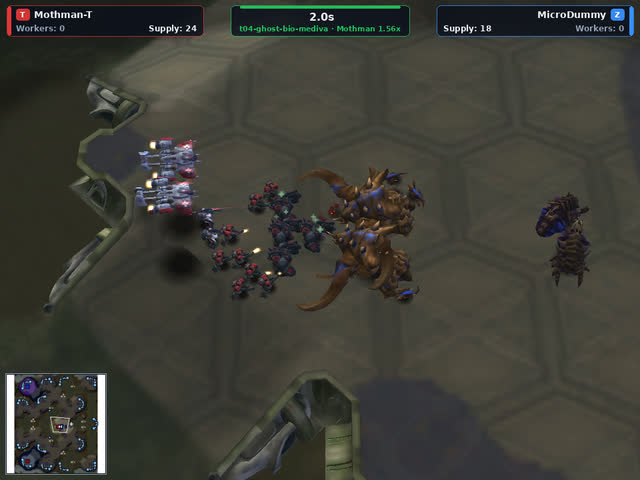 T Mothman-T
Workers: 0 Supply: 24
2.0s
t04-ghost-bio-mediva · Mothman 1.56x
MicroDummy Z
Supply: 18 Workers: 0